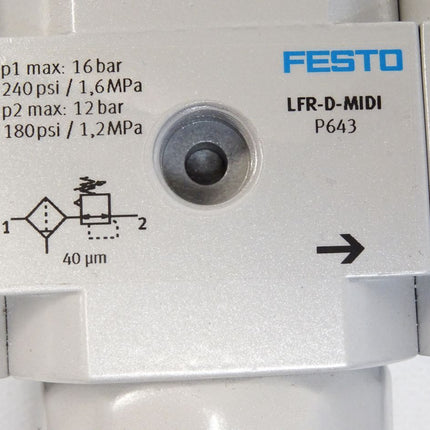 p1 max: 16 bar
240 psi / 1,6 MPa
p2 max: 12 bar
180 psi / 1,2 MPa
FESTO
LFR-D-MIDI
P643
1
2
40 µm